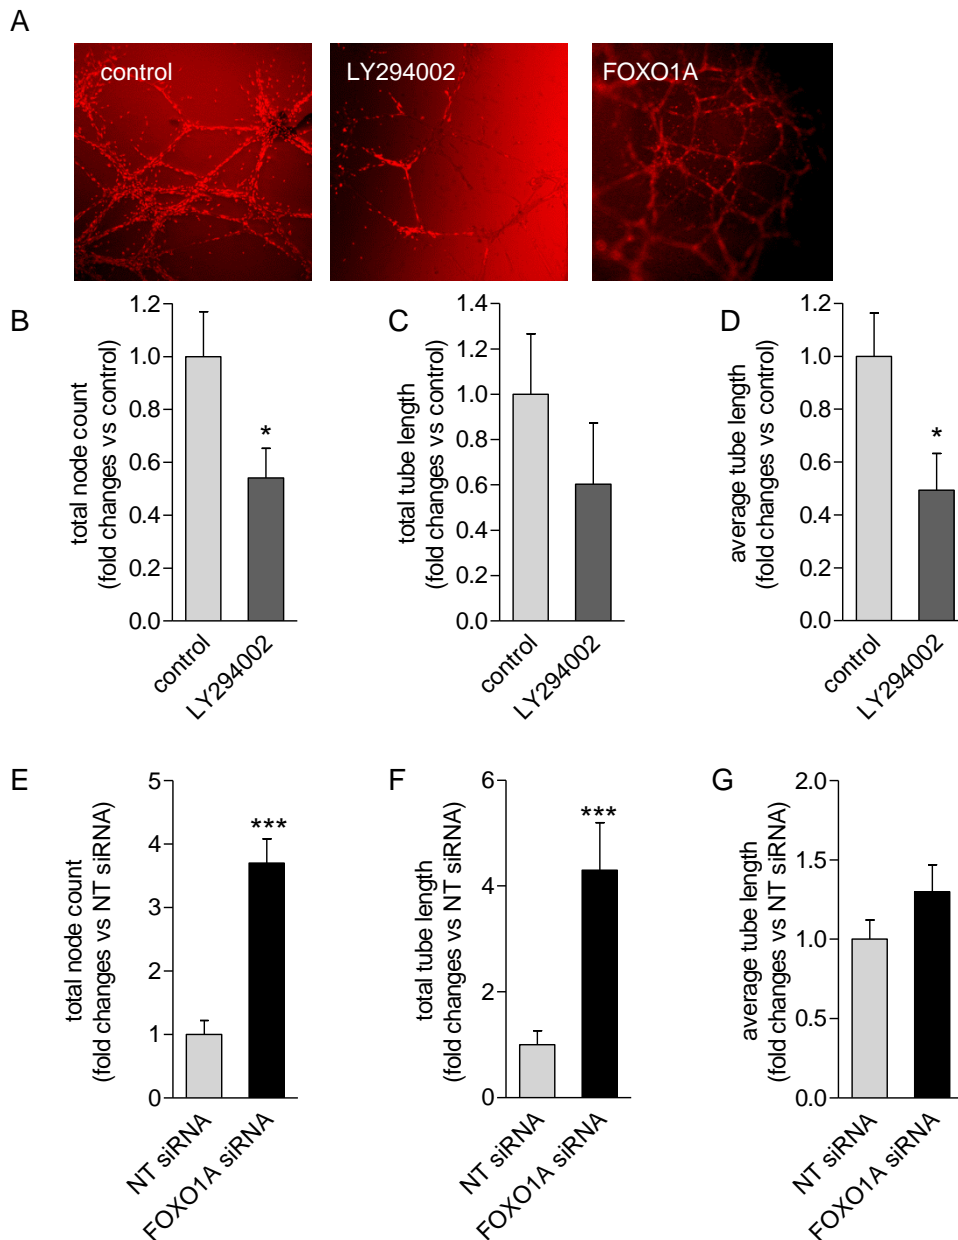 A
control
LY294002
FOXO1A
B
total node count
(fold changes vs control)
1.2
1.0
0.8
0.6
0.4
0.2
0.0
*
control
LY294002
C
total tube length
(fold changes vs control)
1.4
1.2
1.0
0.8
0.6
0.4
0.2
0.0
control
LY294002
D
average tube length
(fold changes vs control)
1.2
1.0
0.8
0.6
0.4
0.2
0.0
*
control
LY294002
E
total node count
(fold changes vs NT siRNA)
5
4
3
2
1
0
***
NT siRNA
FOXO1A siRNA
F
total tube length
(fold changes vs NT siRNA)
6
4
2
0
***
NT siRNA
FOXO1A siRNA
G
average tube length
(fold changes vs NT siRNA)
2.0
1.5
1.0
0.5
0.0
NT siRNA
FOXO1A siRNA